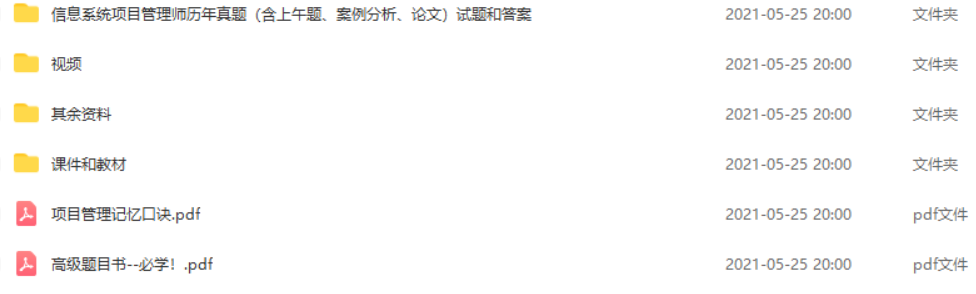 信息系统项目管理师历年真题（含上午题、案例分析、论文）试题和答案 2021-05-25 20:00 文件夹
视频 2021-05-25 20:00 文件夹
其余资料 2021-05-25 20:00 文件夹
课件和教材 2021-05-25 20:00 文件夹
项目管理记忆口诀.pdf 2021-05-25 20:00 pdf文件
高级题目书--必学！.pdf 2021-05-25 20:00 pdf文件